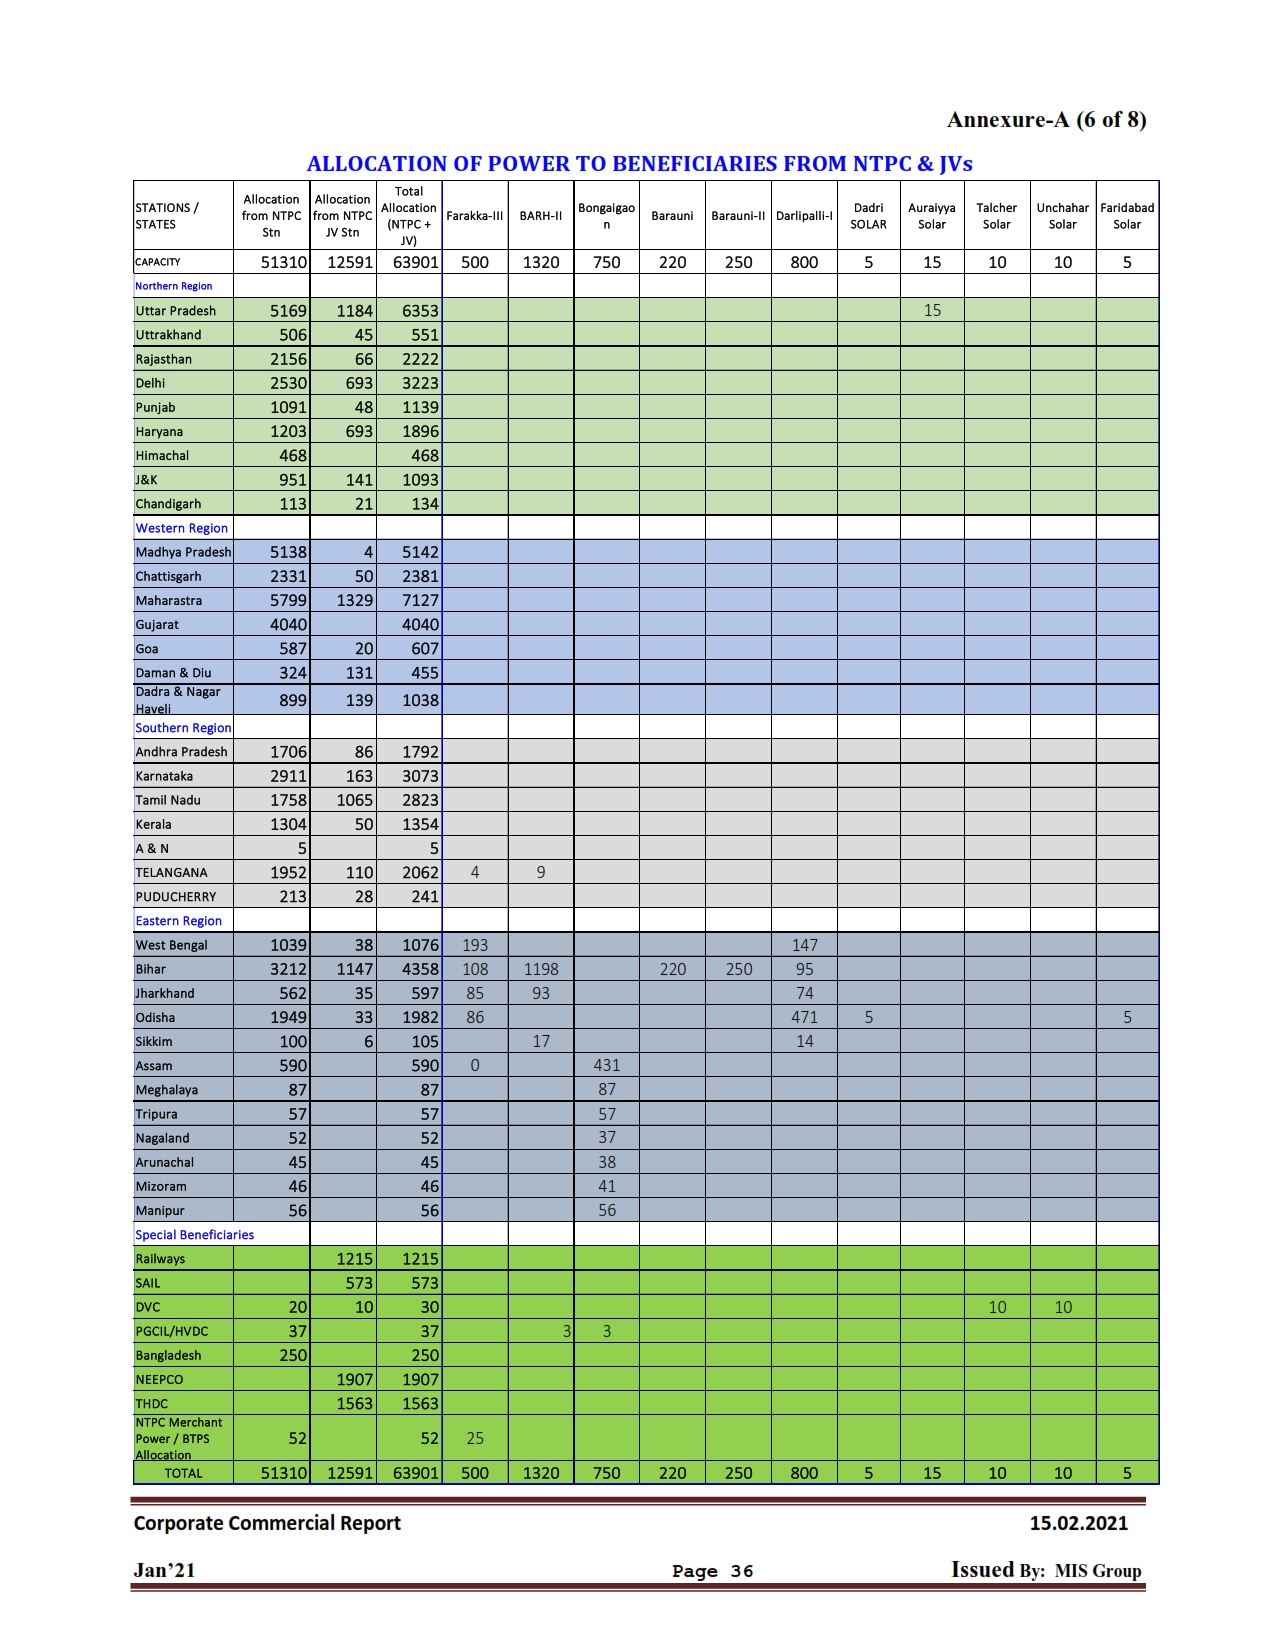 Annexure-A (6 of 8)
ALLOCATION OF POWER TO BENEFICIARIES FROM NTPC & JVs
STATIONS / STATES Allocation from NTPC Stn Allocation from NTPC JV Stn Total Allocation (NTPC + JV) Farakka-III BARH-II Bongaigaon Barauni Barauni-II Darlipalli-I Dadri SOLAR Auraiyya Solar Talcher Solar Unchahar Solar Faridabad Solar
CAPACITY 51310 12591 63901 500 1320 750 220 250 800 5 15 10 10 5
Northern Region
Uttar Pradesh 5169 1184 6353 15
Uttrakhand 506 45 551
Rajasthan 2156 66 2222
Delhi 2530 693 3223
Punjab 1091 48 1139
Haryana 1203 693 1896
Himachal 468 468
J&K 951 141 1093
Chandigarh 113 21 134
Western Region
Madhya Pradesh 5138 4 5142
Chattisgarh 2331 50 2381
Maharastra 5799 1329 7127
Gujarat 4040 4040
Goa 587 20 607
Daman & Diu 324 131 455
Dadra & Nagar Haveli 899 139 1038
Southern Region
Andhra Pradesh 1706 86 1792
Karnataka 2911 163 3073
Tamil Nadu 1758 1065 2823
Kerala 1304 50 1354
A & N 5 5
TELANGANA 1952 110 2062 4 9
PUDUCHERRY 213 28 241
Eastern Region
West Bengal 1039 38 1076 193 147
Bihar 3212 1147 4358 108 1198 220 250 95
Jharkhand 562 35 597 85 93 74
Odisha 1949 33 1982 86 471 5 5
Sikkim 100 6 105 17 14
Assam 590 590 0 431
Meghalaya 87 87 87
Tripura 57 57 57
Nagaland 52 52 37
Arunachal 45 45 38
Mizoram 46 46 41
Manipur 56 56 56
Special Beneficiaries
Railways 1215 1215
SAIL 573 573
DVC 20 10 30 10 10
PGCIL/HVDC 37 37 3 3
Bangladesh 250 250
NEEPCO 1907 1907
THDC 1563 1563
NTPC Merchant Power / BTPS Allocation 52 52 25
TOTAL 51310 12591 63901 500 1320 750 220 250 800 5 15 10 10 5
Corporate Commercial Report 15.02.2021
Jan’21 Page 36 Issued By: MIS Group